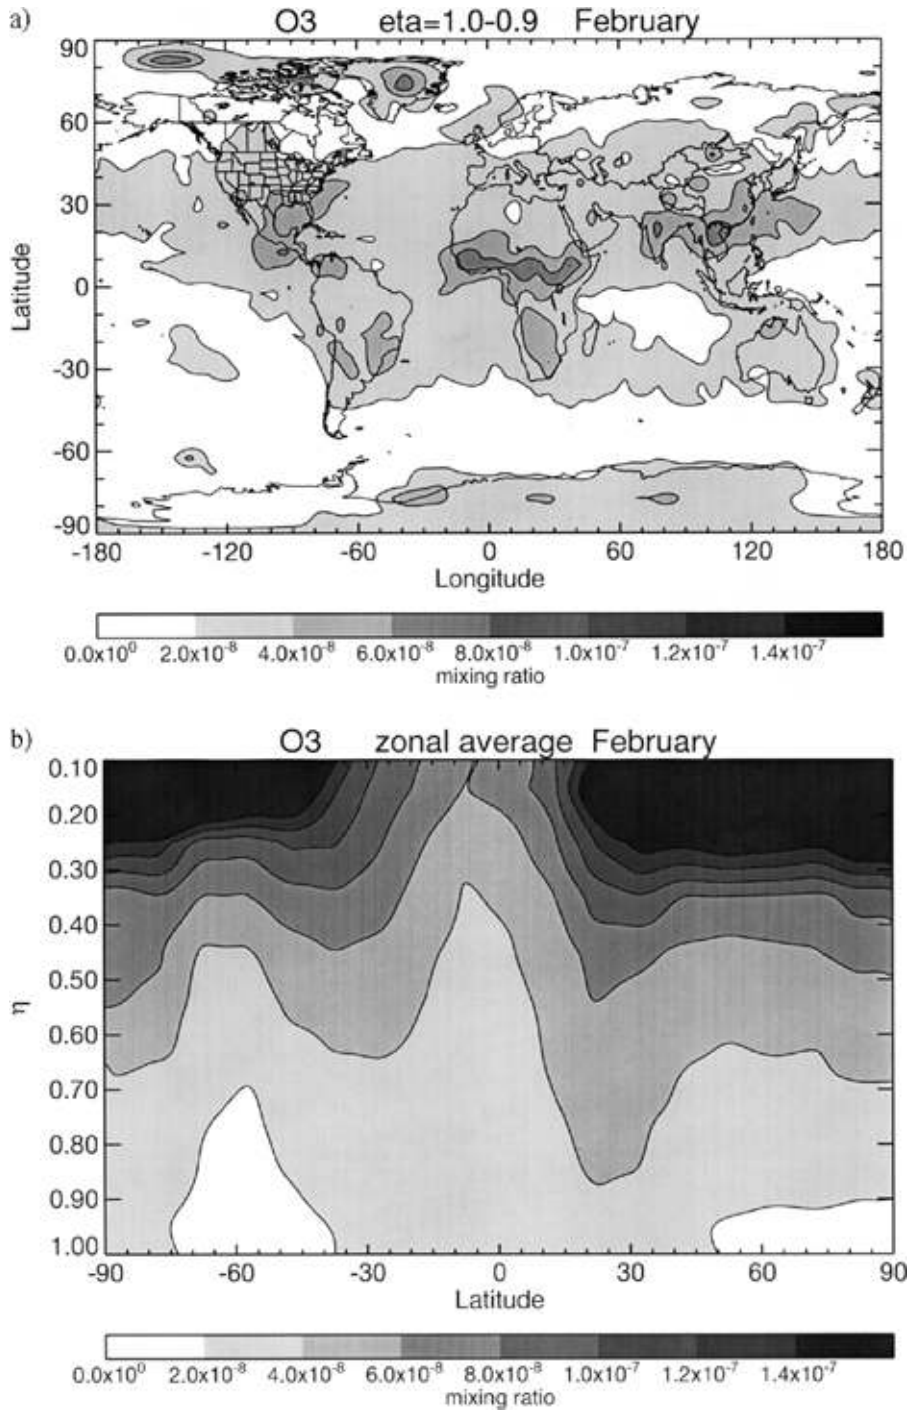 a)
O3 eta=1.0-0.9 February
90
60
30
0
-30
-60
-90
Latitude
-180 -120 -60 0 60 120 180
Longitude
0.0x10⁰ 2.0x10⁻⁸ 4.0x10⁻⁸ 6.0x10⁻⁸ 8.0x10⁻⁸ 1.0x10⁻⁷ 1.2x10⁻⁷ 1.4x10⁻⁷
mixing ratio
b)
O3 zonal average February
0.10
0.20
0.30
0.40
0.50
0.60
0.70
0.80
0.90
1.00
η
-90 -60 -30 0 30 60 90
Latitude
0.0x10⁰ 2.0x10⁻⁸ 4.0x10⁻⁸ 6.0x10⁻⁸ 8.0x10⁻⁸ 1.0x10⁻⁷ 1.2x10⁻⁷ 1.4x10⁻⁷
mixing ratio